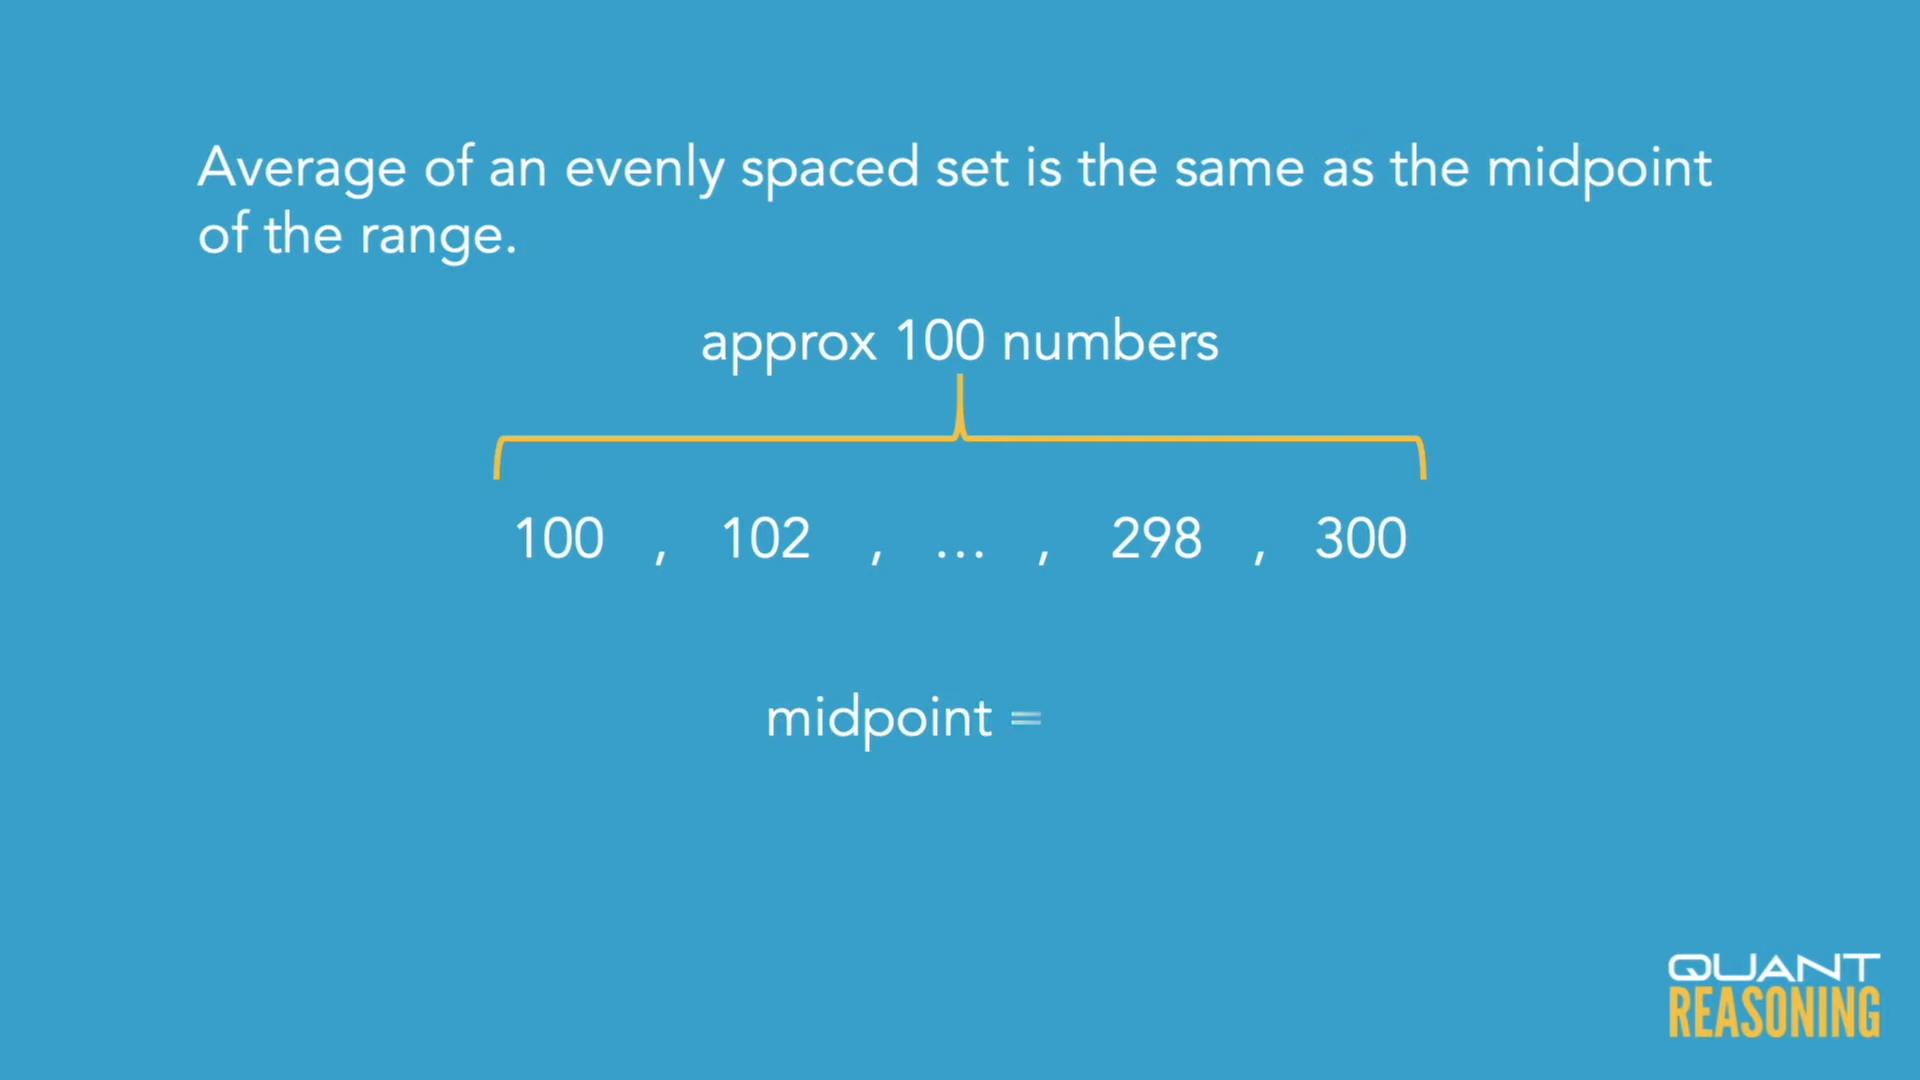 Average of an evenly spaced set is the same as the midpoint
of the range.
approx 100 numbers
100 , 102 , ... , 298 , 300
midpoint =
QUANT
REASONING